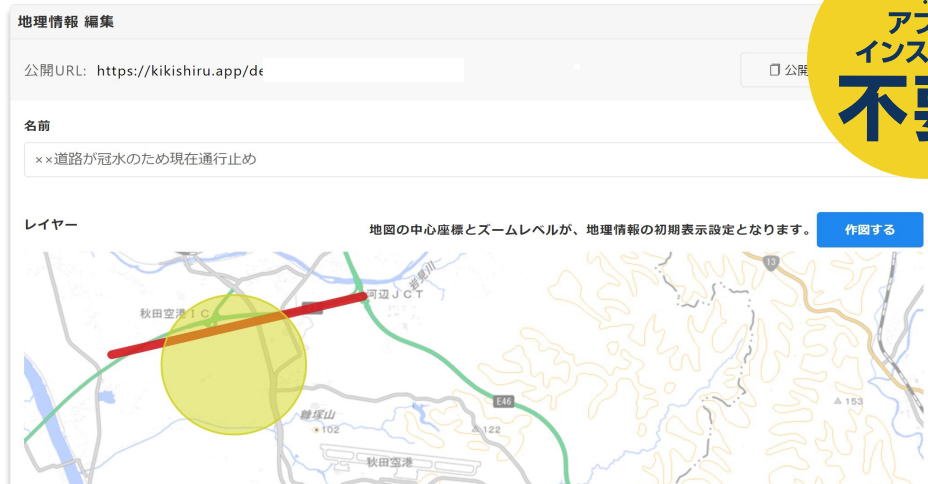 地理情報 編集
公開URL: https://kikishiru.app/de
公開
アプ
インス
不要
名前
××道路が冠水のため現在通行止め
レイヤー
地図の中心座標とズームレベルが、地理情報の初期表示設定となります。
作図する
岩見川
13
河辺JCT
秋田空港IC
E46
153
糠塚山
102
122
秋田空港